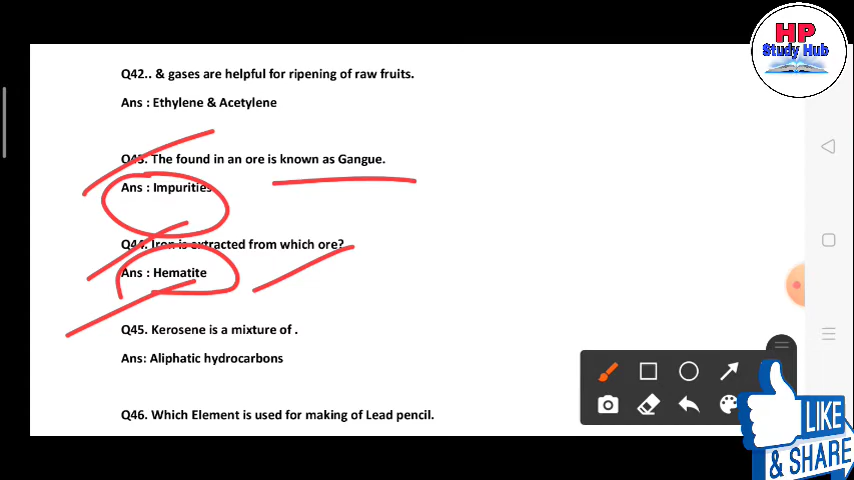 HP
Study Hub
Q42.. & gases are helpful for ripening of raw fruits.
Ans : Ethylene & Acetylene
Q43. The found in an ore is known as Gangue.
Ans : Impurities
Q44. Iron is extracted from which ore?
Ans : Hematite
Q45. Kerosene is a mixture of .
Ans: Aliphatic hydrocarbons
Q46. Which Element is used for making of Lead pencil.
LIKE
& SHARE